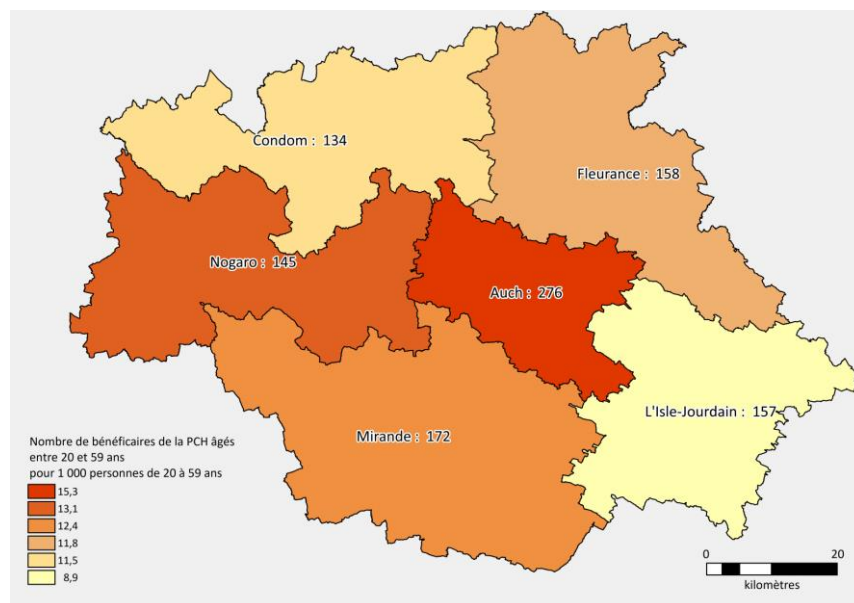 Condom : 134
Fleurance : 158
Nogaro : 145
Auch : 276
L'Isle-Jourdain : 157
Mirande : 172
Nombre de bénéficaires de la PCH âgés
entre 20 et 59 ans
pour 1 000 personnes de 20 à 59 ans
15,3
13,1
12,4
11,8
11,5
8,9
0 20
kilomètres